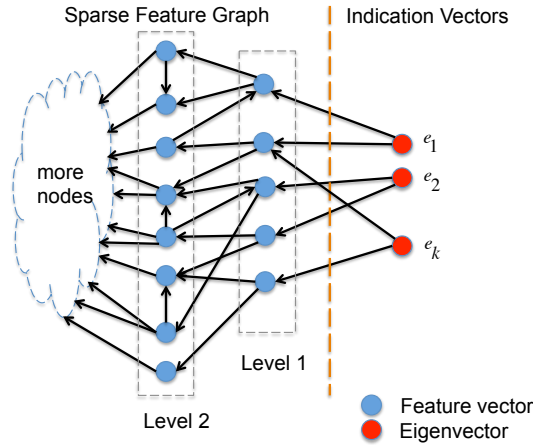 Sparse Feature Graph
Indication Vectors
e1
e2
ek
more
nodes
Level 1
Level 2
Feature vector
Eigenvector